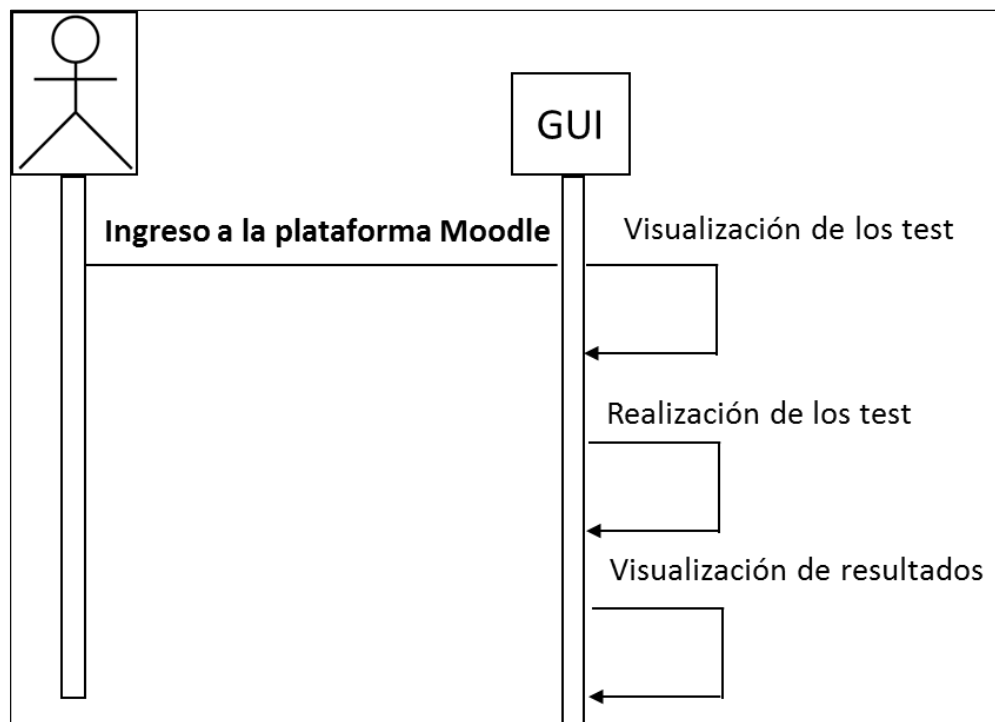 GUI
Ingreso a la plataforma Moodle
Visualización de los test
Realización de los test
Visualización de resultados